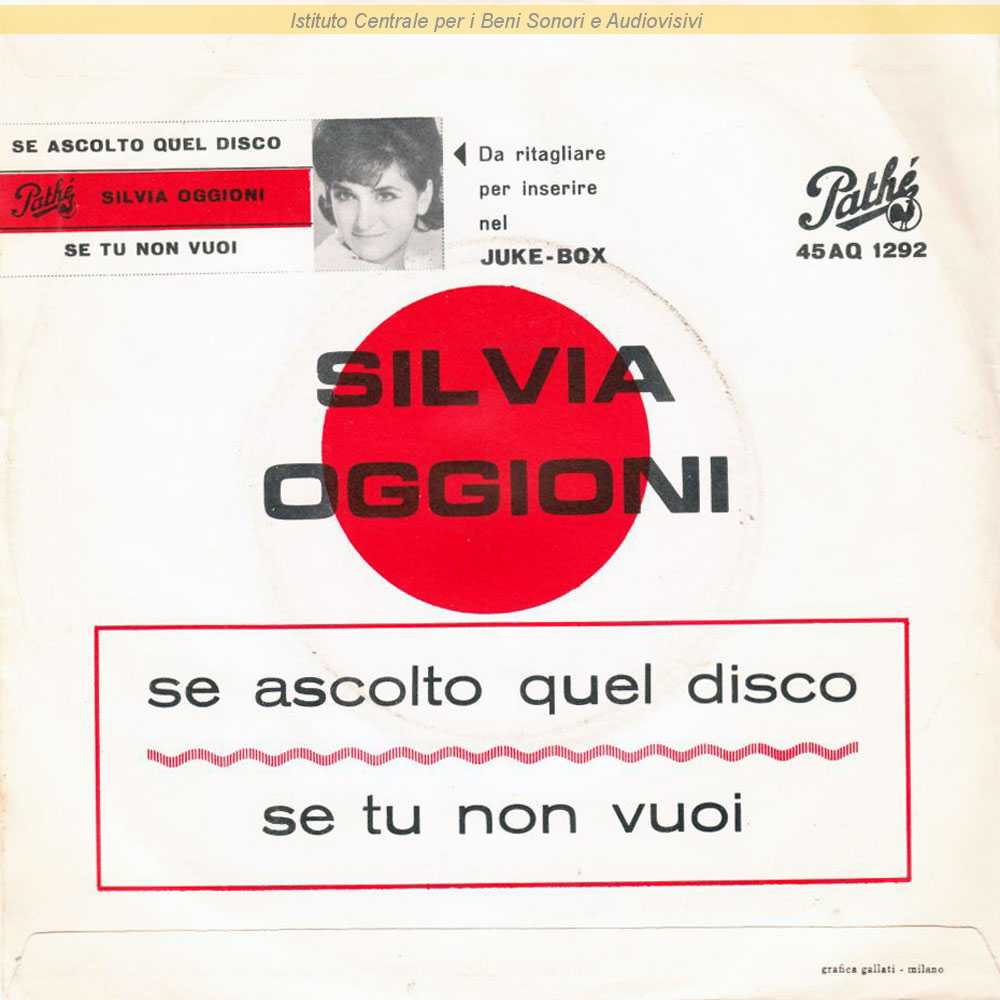 Istituto Centrale per i Beni Sonori e Audiovisivi
SE ASCOLTO QUEL DISCO
Pathé SILVIA OGGIONI
SE TU NON VUOI
Da ritagliare
per inserire
nel
JUKE-BOX
Pathé
45 AQ 1292
SILVIA
OGGIONI
se ascolto quel disco
se tu non vuoi
grafica gallati - milano